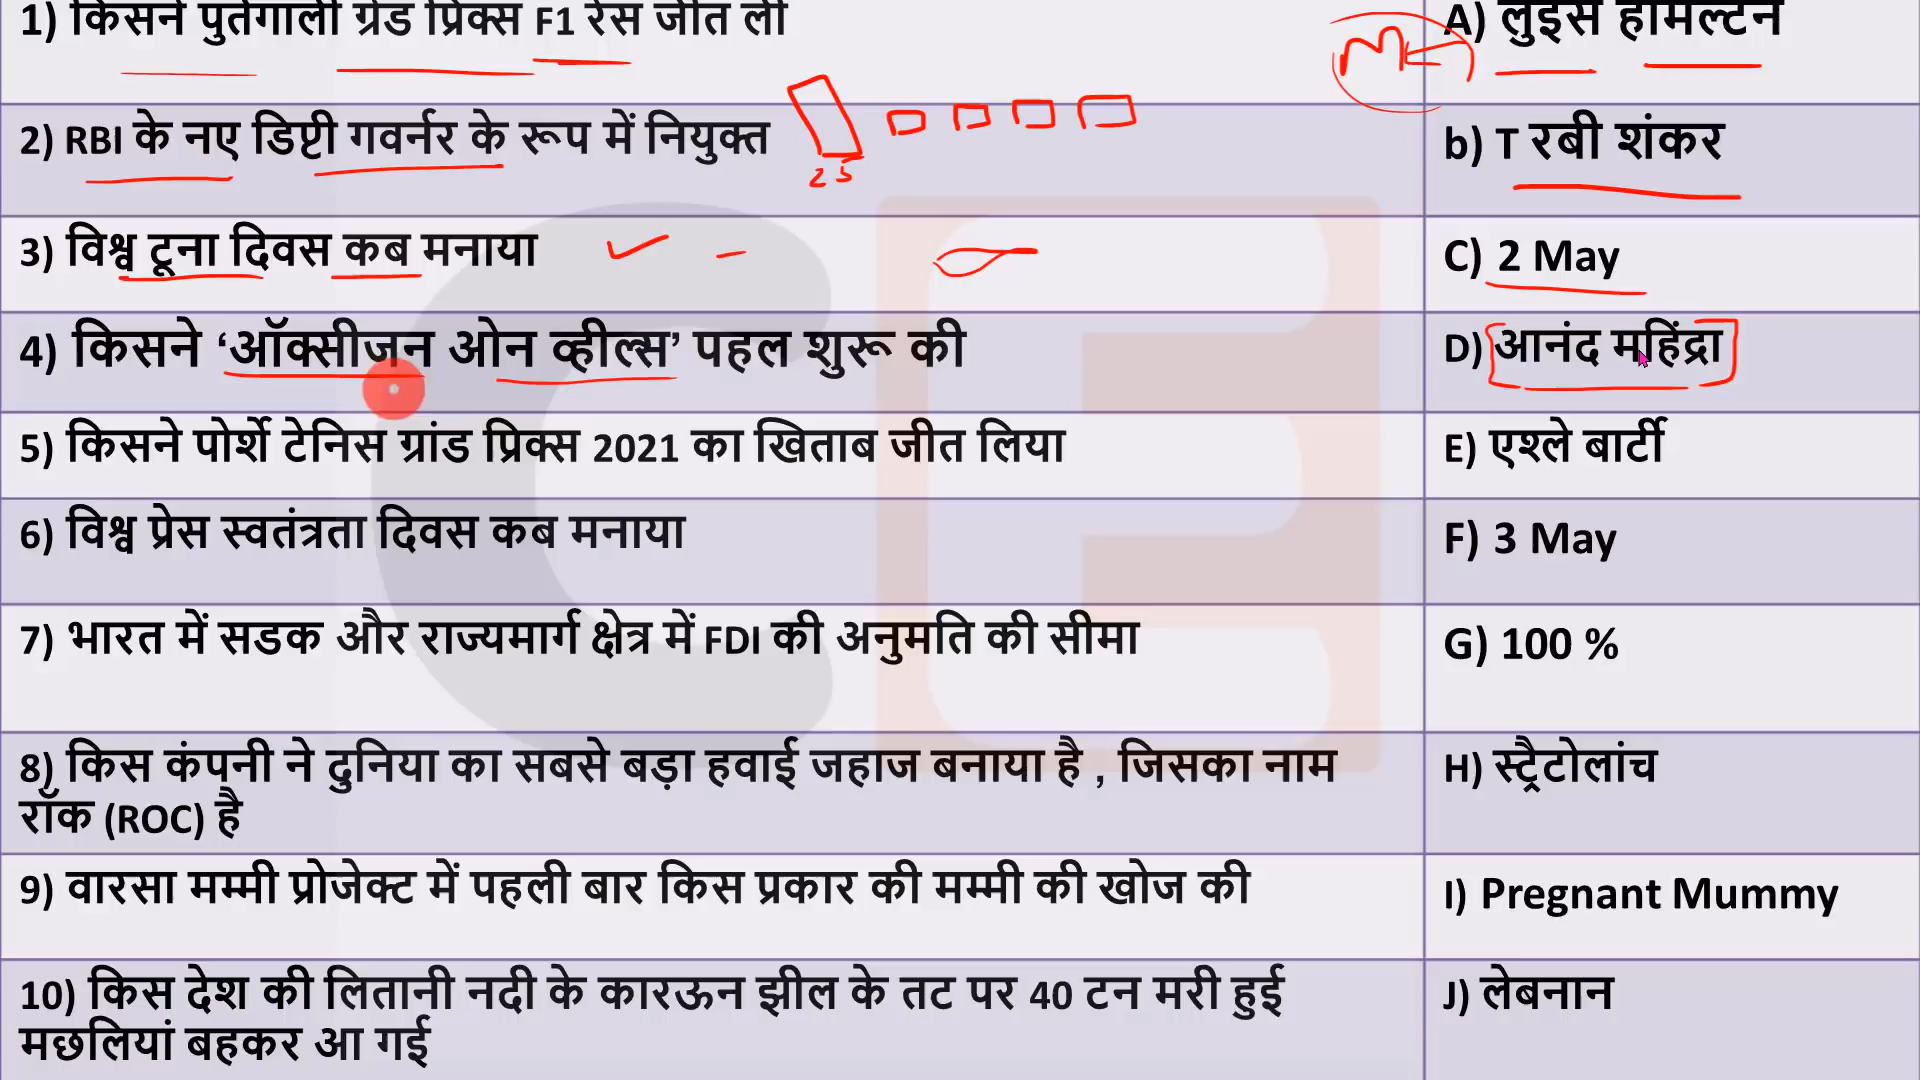 1) किसने पुर्तगाली ग्रेंड प्रिक्स F1 रेस जीत ली
A) लुइस हैमिल्टन
2) RBI के नए डिप्टी गवर्नर के रूप में नियुक्त
25
b) T रबी शंकर
3) विश्व टूना दिवस कब मनाया
C) 2 May
4) किसने ‘ऑक्सीजन ओन व्हील्स’ पहल शुरू की
D) आनंद महिंद्रा
5) किसने पोर्शे टेनिस ग्रांड प्रिक्स 2021 का खिताब जीत लिया
E) एश्ले बार्टी
6) विश्व प्रेस स्वतंत्रता दिवस कब मनाया
F) 3 May
7) भारत में सडक और राज्यमार्ग क्षेत्र में FDI की अनुमति की सीमा
G) 100 %
8) किस कंपनी ने दुनिया का सबसे बड़ा हवाई जहाज बनाया है , जिसका नाम
रॉक (ROC) है
H) स्ट्रैटोलांच
9) वारसा मम्मी प्रोजेक्ट में पहली बार किस प्रकार की मम्मी की खोज की
I) Pregnant Mummy
10) किस देश की लितानी नदी के कारऊन झील के तट पर 40 टन मरी हुई
मछलियां बहकर आ गई
J) लेबनान